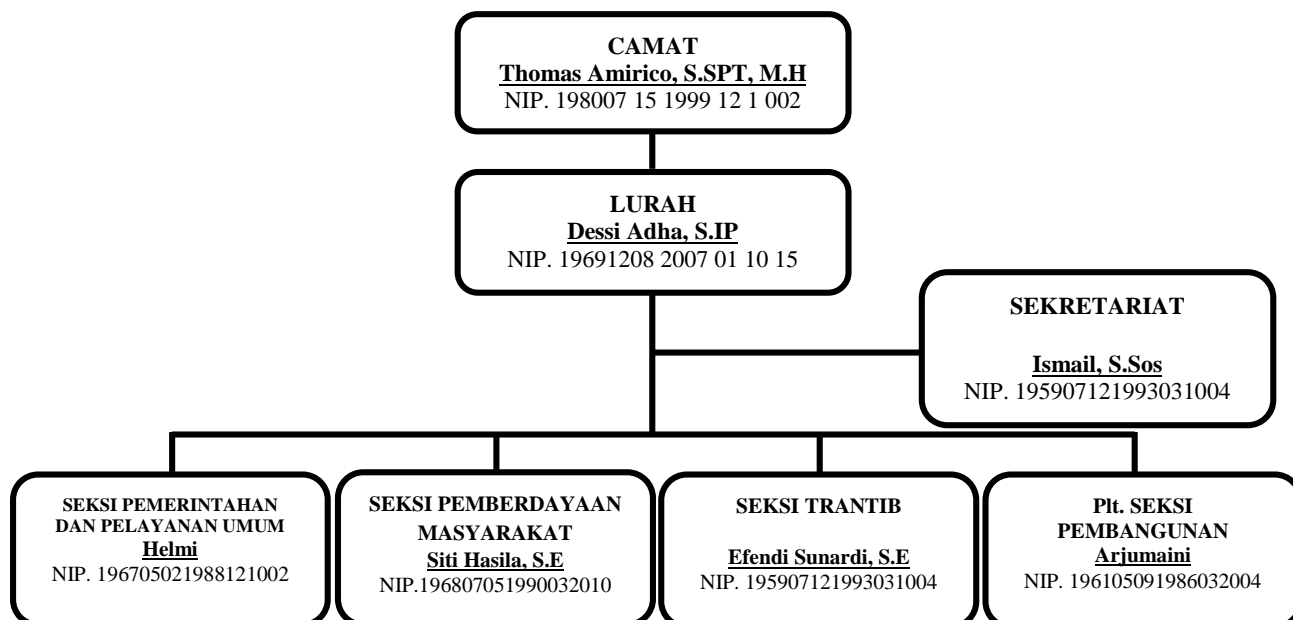 CAMAT
Thomas Amirico, S.SPT, M.H
NIP. 198007 15 1999 12 1 002
LURAH
Dessi Adha, S.IP
NIP. 19691208 2007 01 10 15
SEKRETARIAT
Ismail, S.Sos
NIP. 195907121993031004
SEKSI PEMERINTAHAN
DAN PELAYANAN UMUM
Helmi
NIP. 196705021988121002
SEKSI PEMBERDAYAAN
MASYARAKAT
Siti Hasila, S.E
NIP.196807051990032010
SEKSI TRANTIB
Efendi Sunardi, S.E
NIP. 195907121993031004
Plt. SEKSI
PEMBANGUNAN
Arjumaini
NIP. 196105091986032004